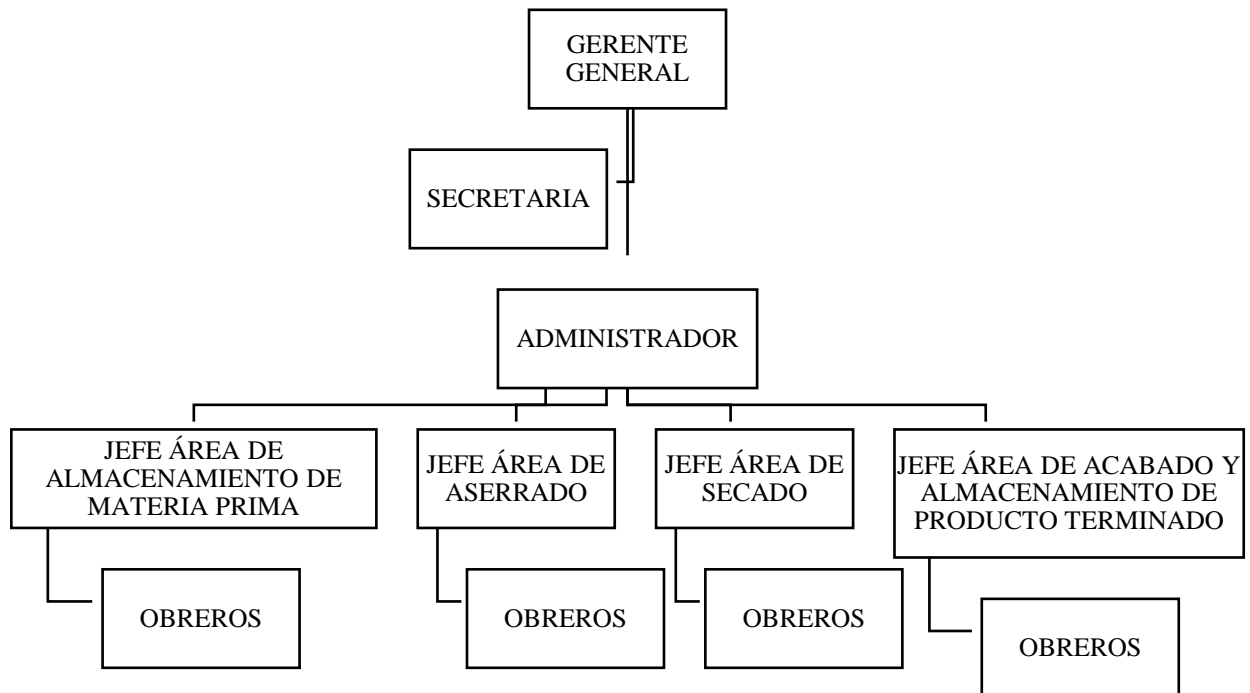 GERENTE
GENERAL
SECRETARIA
ADMINISTRADOR
JEFE ÁREA DE
ALMACENAMIENTO DE
MATERIA PRIMA
JEFE ÁREA DE
ASERRADO
JEFE ÁREA DE
SECADO
JEFE ÁREA DE ACABADO Y
ALMACENAMIENTO DE
PRODUCTO TERMINADO
OBREROS
OBREROS
OBREROS
OBREROS